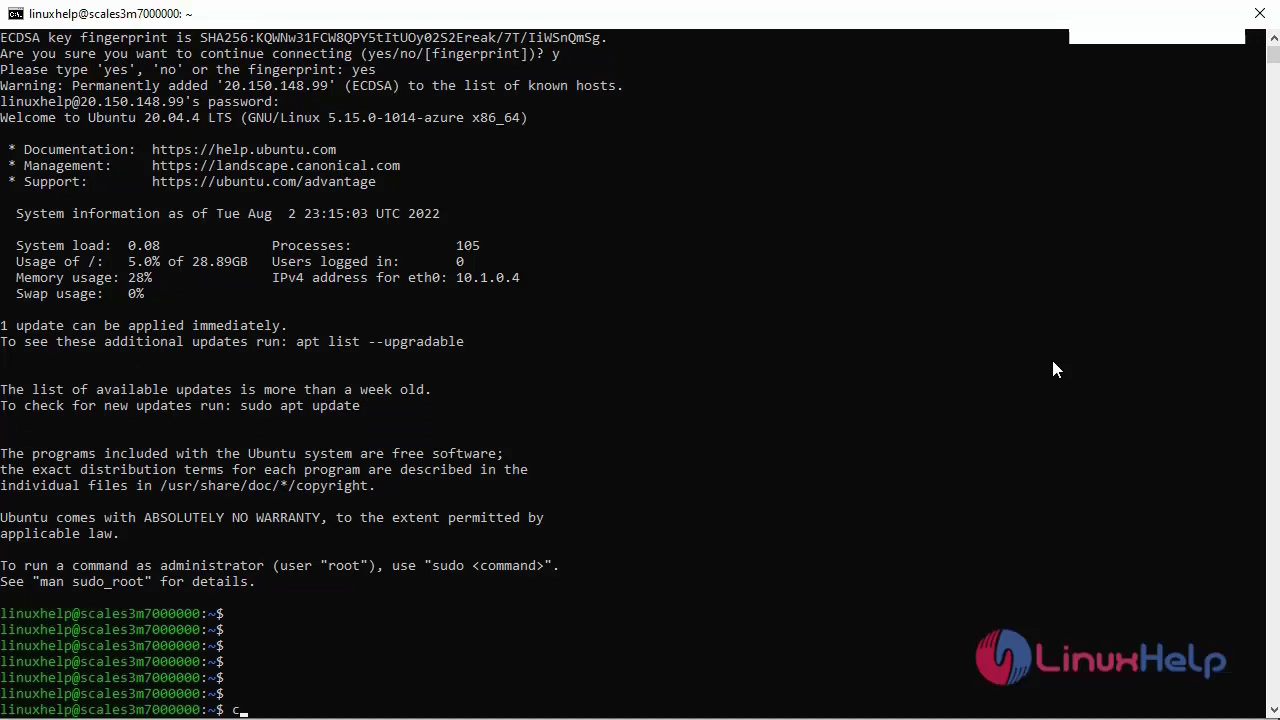 linuxhelp@scales3m7000000: ~
ECDSA key fingerprint is SHA256:KQWNw31FCW8QPY5tItUOy02S2Ereak/7T/IiWSnQmSg.
Are you sure you want to continue connecting (yes/no/[fingerprint])? y
Please type 'yes', 'no' or the fingerprint: yes
Warning: Permanently added '20.150.148.99' (ECDSA) to the list of known hosts.
linuxhelp@20.150.148.99's password:
Welcome to Ubuntu 20.04.4 LTS (GNU/Linux 5.15.0-1014-azure x86_64)
* Documentation:  https://help.ubuntu.com
* Management:     https://landscape.canonical.com
* Support:        https://ubuntu.com/advantage
System information as of Tue Aug  2 23:15:03 UTC 2022
System load:  0.08              Processes:             105
Usage of /:   5.0% of 28.89GB   Users logged in:       0
Memory usage: 28%               IPv4 address for eth0: 10.1.0.4
Swap usage:   0%
1 update can be applied immediately.
To see these additional updates run: apt list --upgradable
The list of available updates is more than a week old.
To check for new updates run: sudo apt update
The programs included with the Ubuntu system are free software;
the exact distribution terms for each program are described in the
individual files in /usr/share/doc/*/copyright.
Ubuntu comes with ABSOLUTELY NO WARRANTY, to the extent permitted by
applicable law.
To run a command as administrator (user "root"), use "sudo <command>".
See "man sudo_root" for details.
linuxhelp@scales3m7000000:~$
linuxhelp@scales3m7000000:~$
linuxhelp@scales3m7000000:~$
linuxhelp@scales3m7000000:~$
linuxhelp@scales3m7000000:~$
linuxhelp@scales3m7000000:~$
linuxhelp@scales3m7000000:~$ c
LinuxHelp